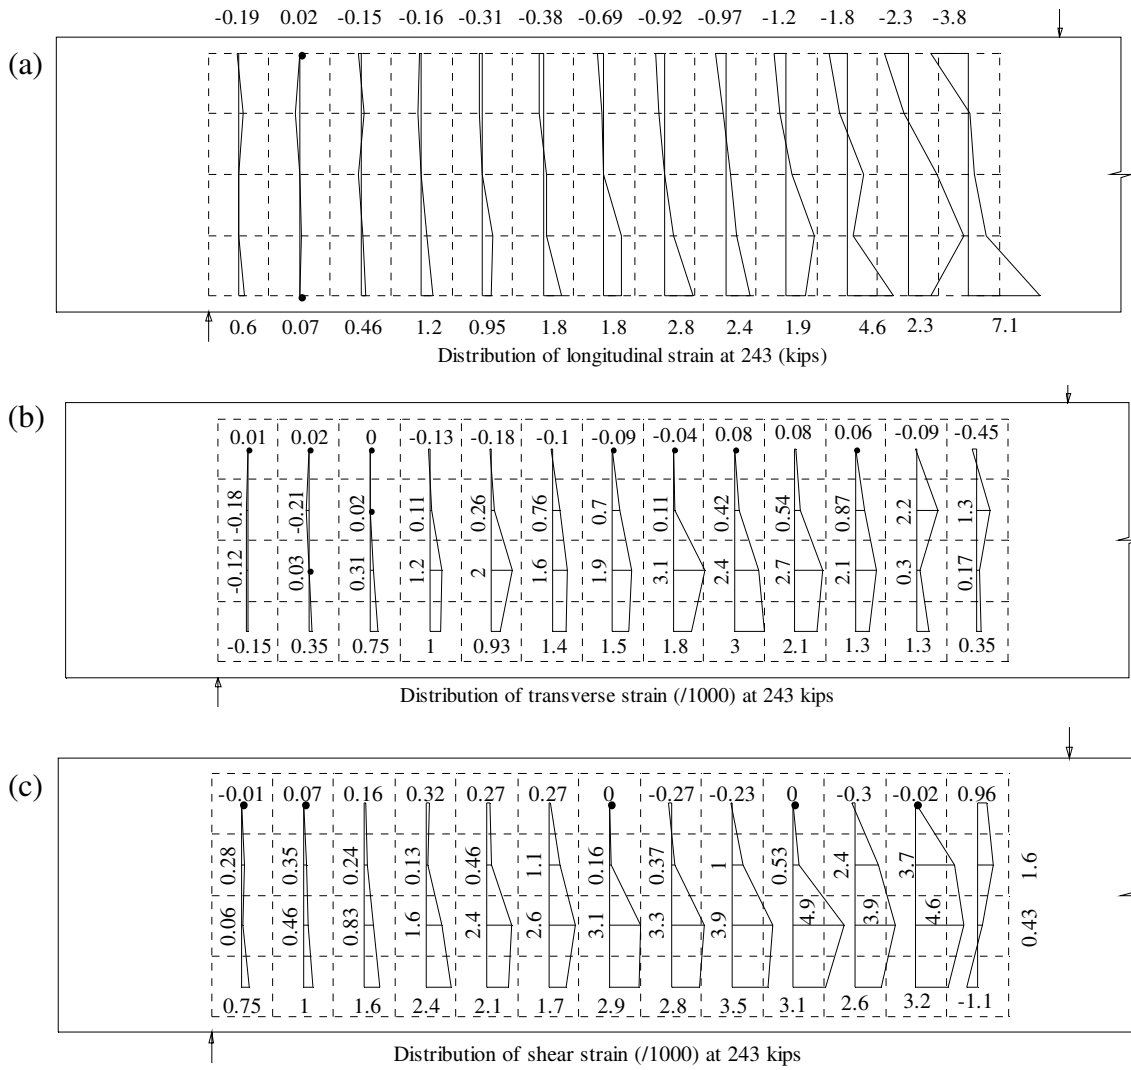 -0.19 0.02 -0.15 -0.16 -0.31 -0.38 -0.69 -0.92 -0.97 -1.2 -1.8 -2.3 -3.8
(a)
0.6 0.07 0.46 1.2 0.95 1.8 1.8 2.8 2.4 1.9 4.6 2.3 7.1
Distribution of longitudinal strain at 243 (kips)
(b)
0.01 0.02 0 -0.13 -0.18 -0.1 -0.09 -0.04 0.08 0.08 0.06 -0.09 -0.45
-0.18 -0.21 0.02 0.11 0.26 0.76 0.7 0.11 0.42 0.54 0.87 2.2 1.3
-0.12 0.03 0.31 1.2 2 1.6 1.9 3.1 2.4 2.7 2.1 0.3 0.17
-0.15 0.35 0.75 1 0.93 1.4 1.5 1.8 3 2.1 1.3 1.3 0.35
Distribution of transverse strain (/1000) at 243 kips
(c)
-0.01 0.07 0.16 0.32 0.27 0.27 0 -0.27 -0.23 0 -0.3 -0.02 0.96
0.28 0.35 0.24 0.13 0.46 1.1 0.16 0.37 1 0.53 2.4 3.7 1.6
0.06 0.46 0.83 1.6 2.4 2.6 3.1 3.3 3.9 4.9 3.9 4.6 0.43
0.75 1 1.6 2.4 2.1 1.7 2.9 2.8 3.5 3.1 2.6 3.2 -1.1
Distribution of shear strain (/1000) at 243 kips